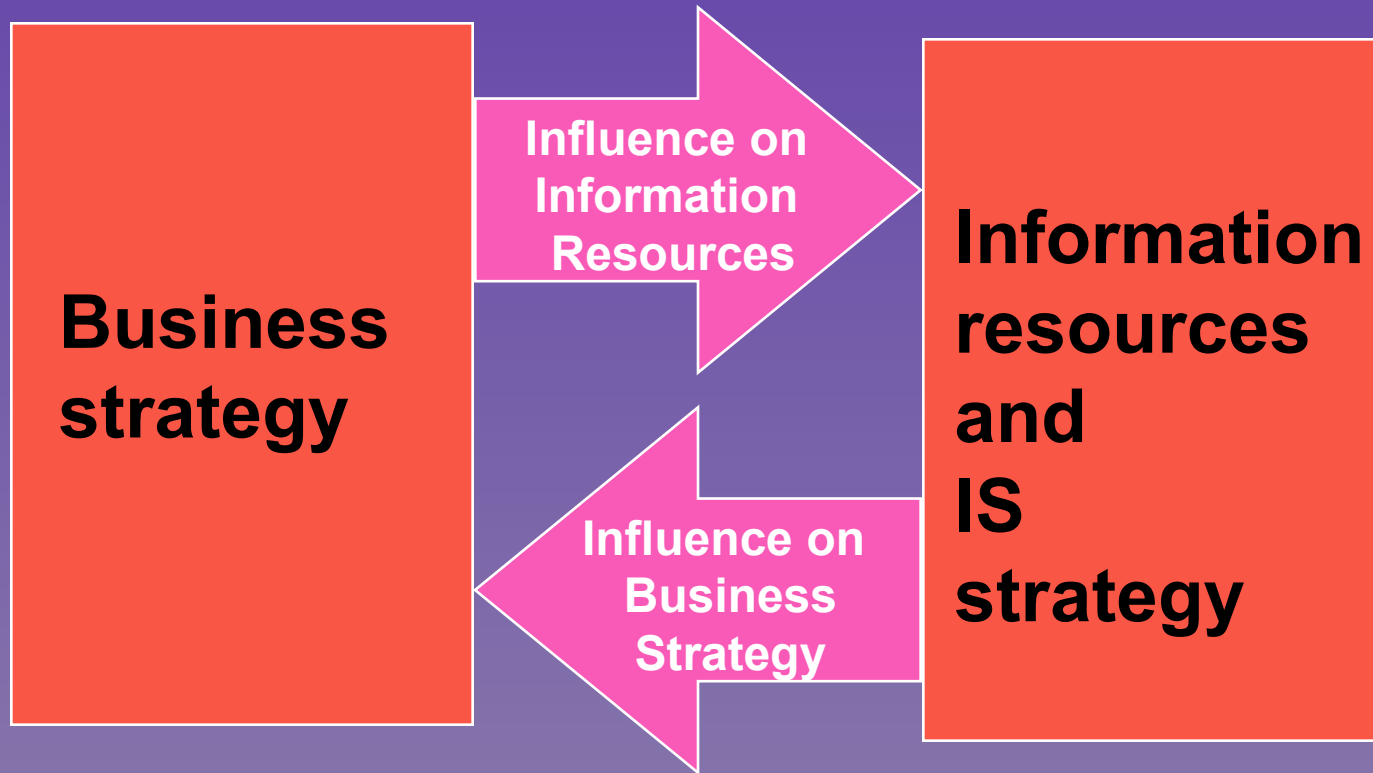 Business
strategy
Influence on
Information
Resources
Influence on
Business
Strategy
Information
resources
and
IS
strategy